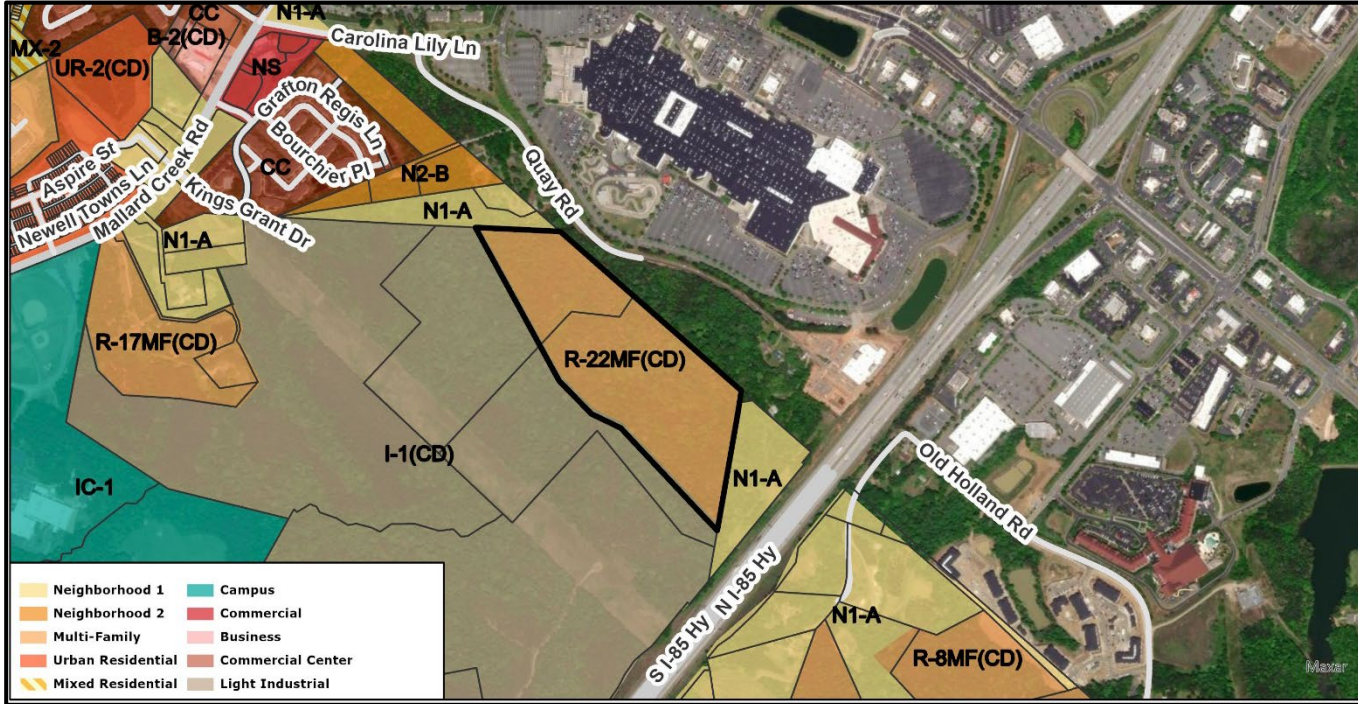 CC
N1-A
MX-2
B-2(CD)
UR-2(CD)
NS
Carolina Lily Ln
Grafton Regis Ln
Bourchier Pl
CC
Quay Rd
Aspire St
Newell Towns Ln
Mallard Creek Rd
Kings Grant Dr
N2-B
N1-A
N1-A
R-17MF(CD)
R-22MF(CD)
I-1(CD)
IC-1
N1-A
Old Holland Rd
S I-85 Hy
N I-85 Hy
N1-A
R-8MF(CD)
Neighborhood 1
Neighborhood 2
Multi-Family
Urban Residential
Mixed Residential
Campus
Commercial
Business
Commercial Center
Light Industrial
Maxar